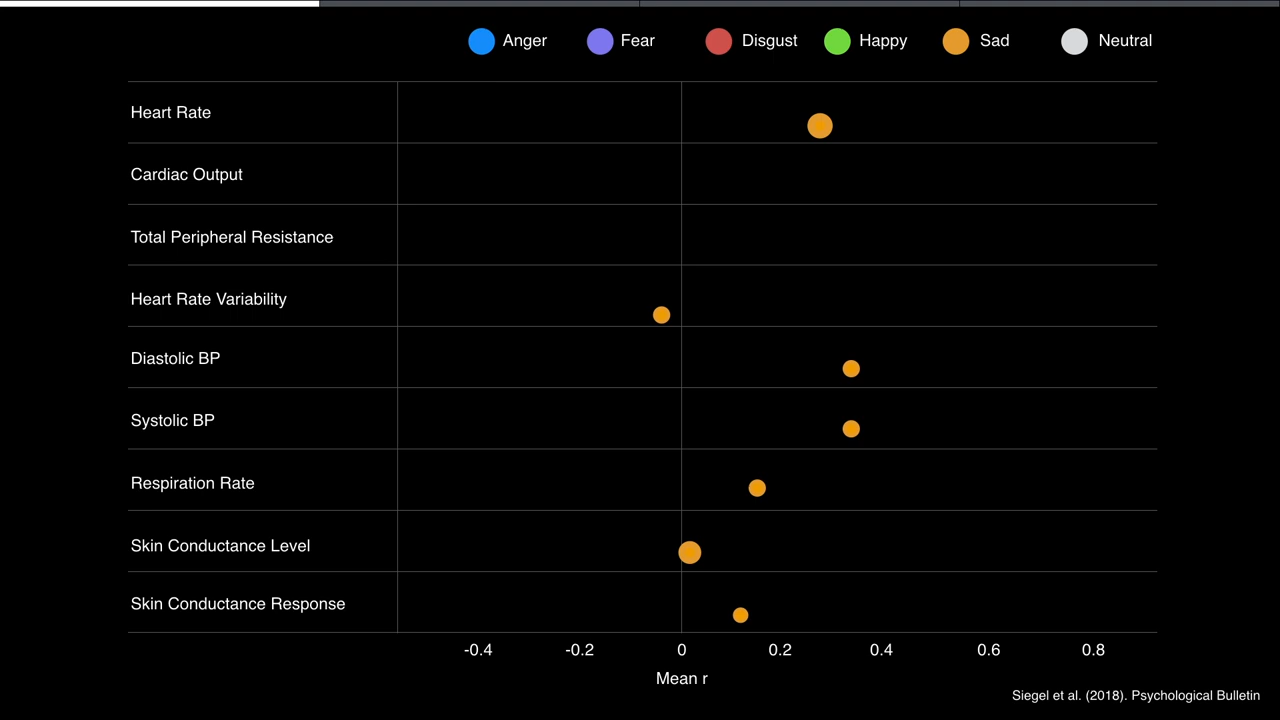 Anger Fear Disgust Happy Sad Neutral
Heart Rate
Cardiac Output
Total Peripheral Resistance
Heart Rate Variability
Diastolic BP
Systolic BP
Respiration Rate
Skin Conductance Level
Skin Conductance Response
-0.4 -0.2 0 0.2 0.4 0.6 0.8
Mean r
Siegel et al. (2018). Psychological Bulletin